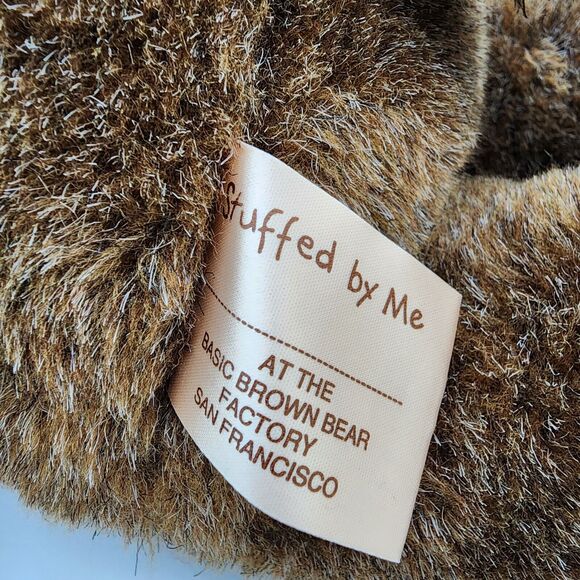 Stuffed by Me
AT THE
BASIC BROWN BEAR
FACTORY
SAN FRANCISCO